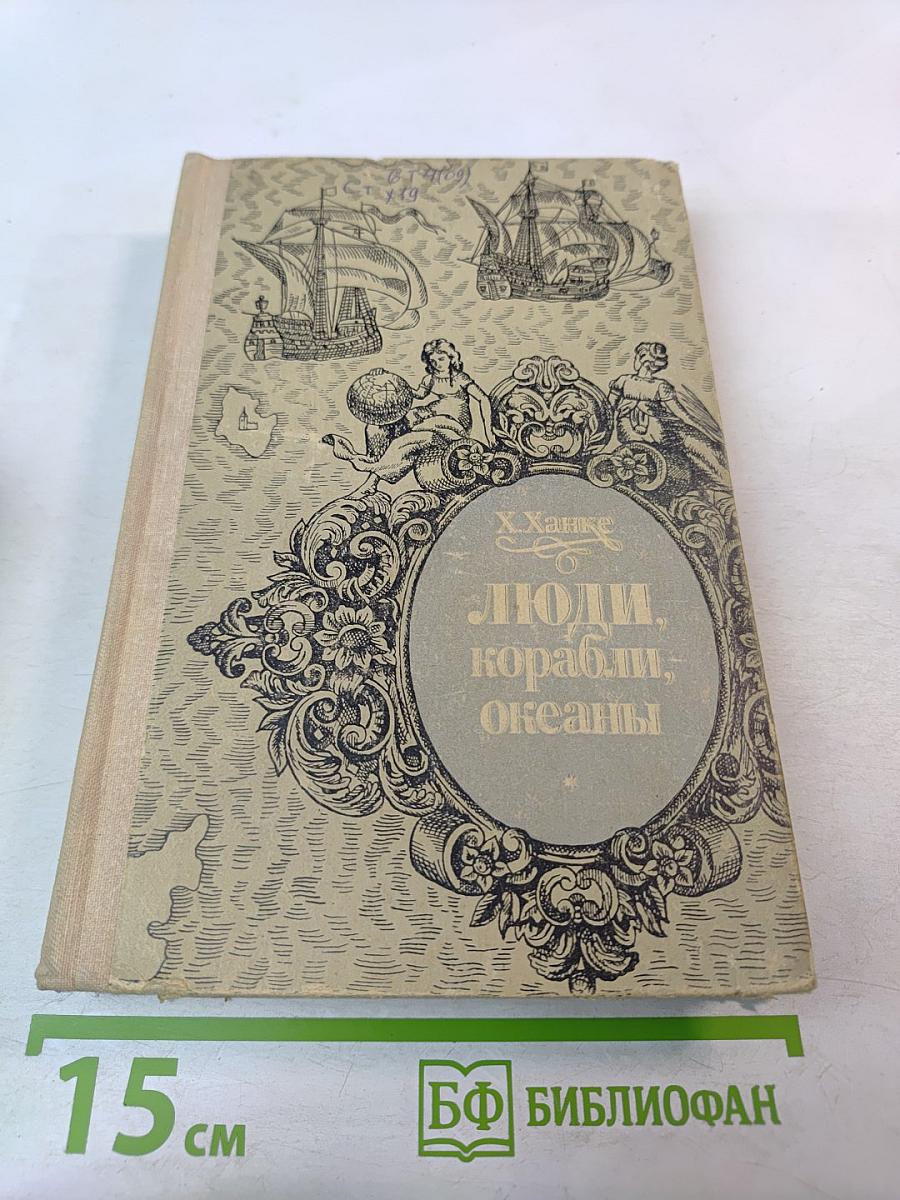 Х. Ханке
ЛЮДИ,
корабли,
океаны
15 см
БФ БИБЛИОФАН